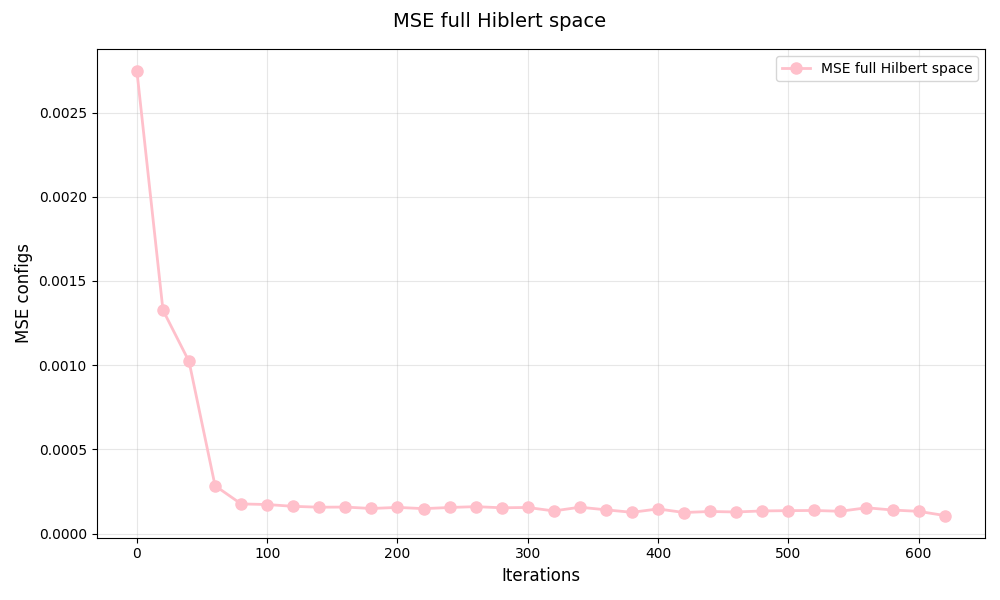 MSE full Hiblert space
MSE full Hilbert space
0.0025
0.0020
0.0015
0.0010
0.0005
0.0000
MSE configs
0 100 200 300 400 500 600
Iterations